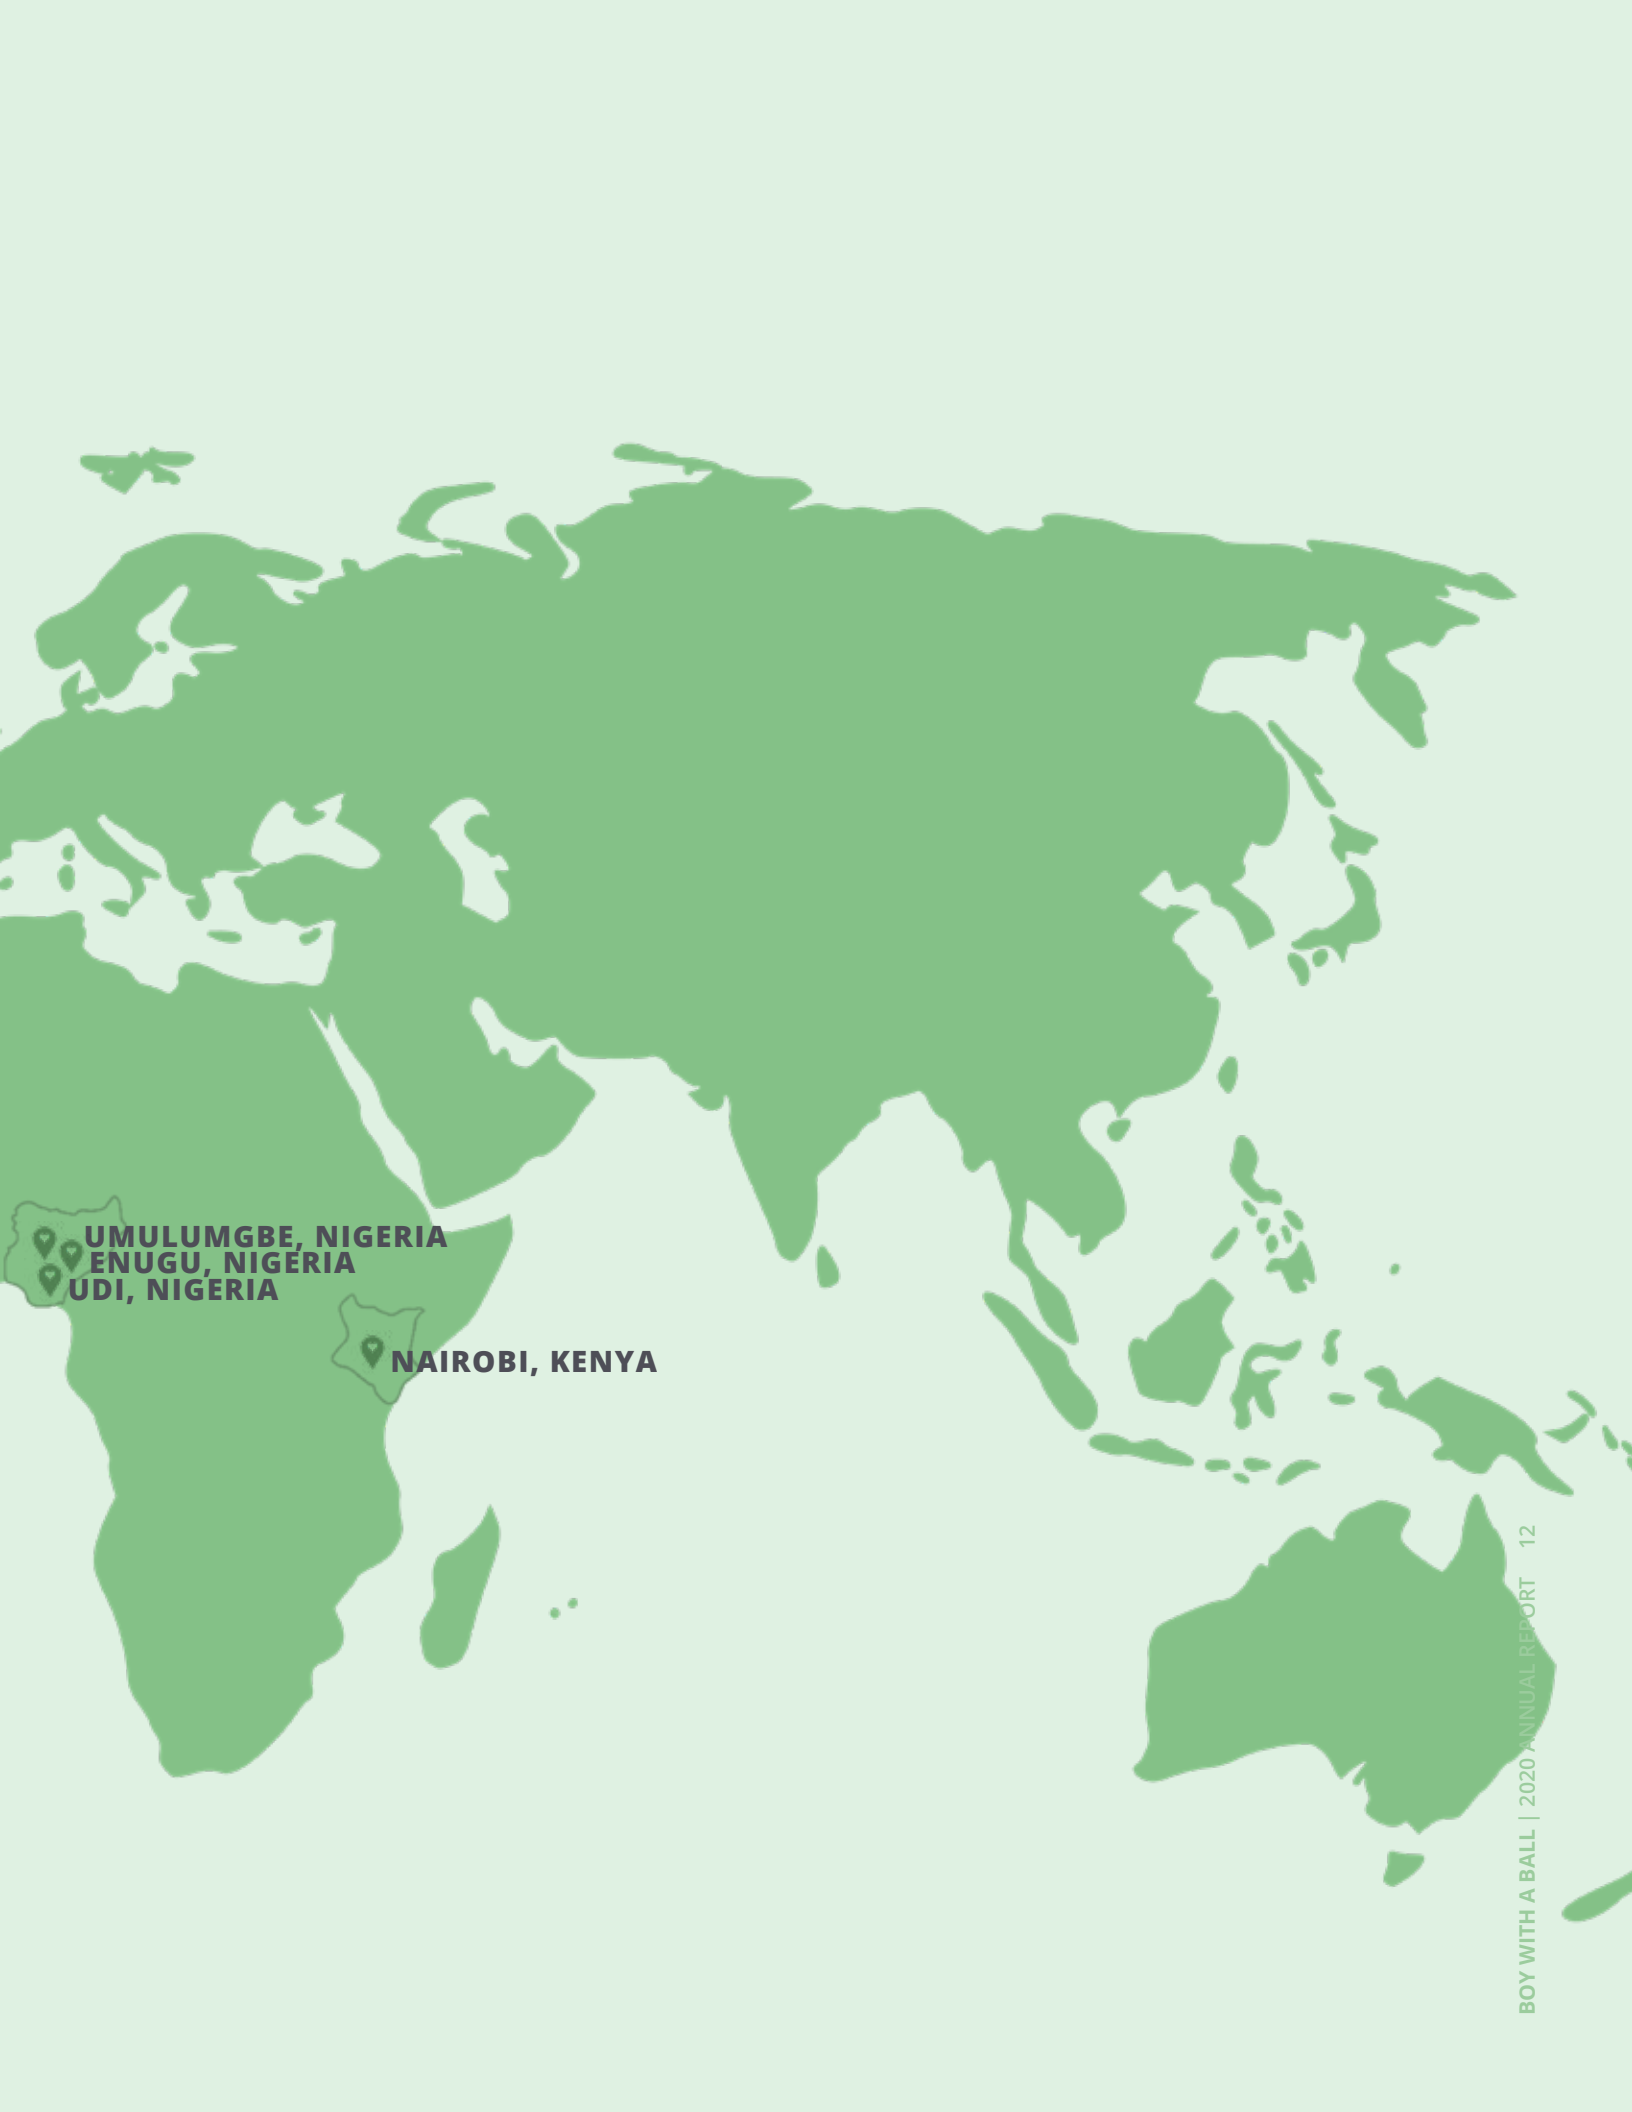 UMULUMGBE, NIGERIA
ENUGU, NIGERIA
UDI, NIGERIA
NAIROBI, KENYA
BOY WITH A BALL | 2020 ANNUAL REPORT 12